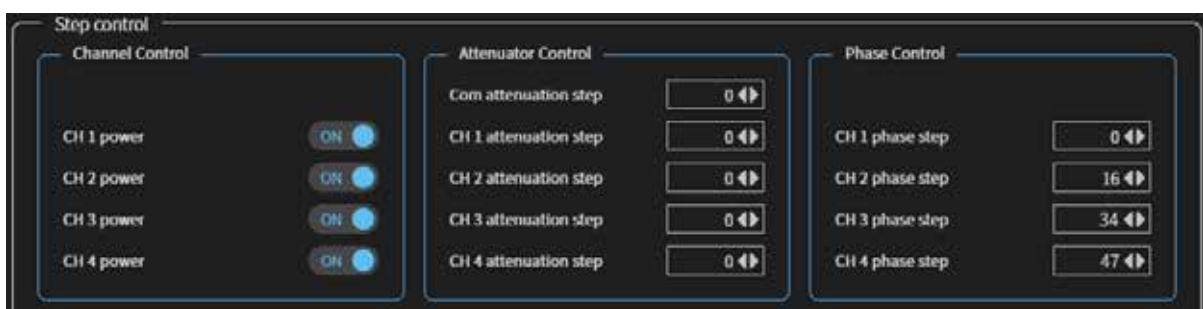 Step control
Channel Control
CH 1 power ON
CH 2 power ON
CH 3 power ON
CH 4 power ON
Attenuator Control
Com attenuation step 0
CH 1 attenuation step 0
CH 2 attenuation step 0
CH 3 attenuation step 0
CH 4 attenuation step 0
Phase Control
CH 1 phase step 0
CH 2 phase step 16
CH 3 phase step 34
CH 4 phase step 47